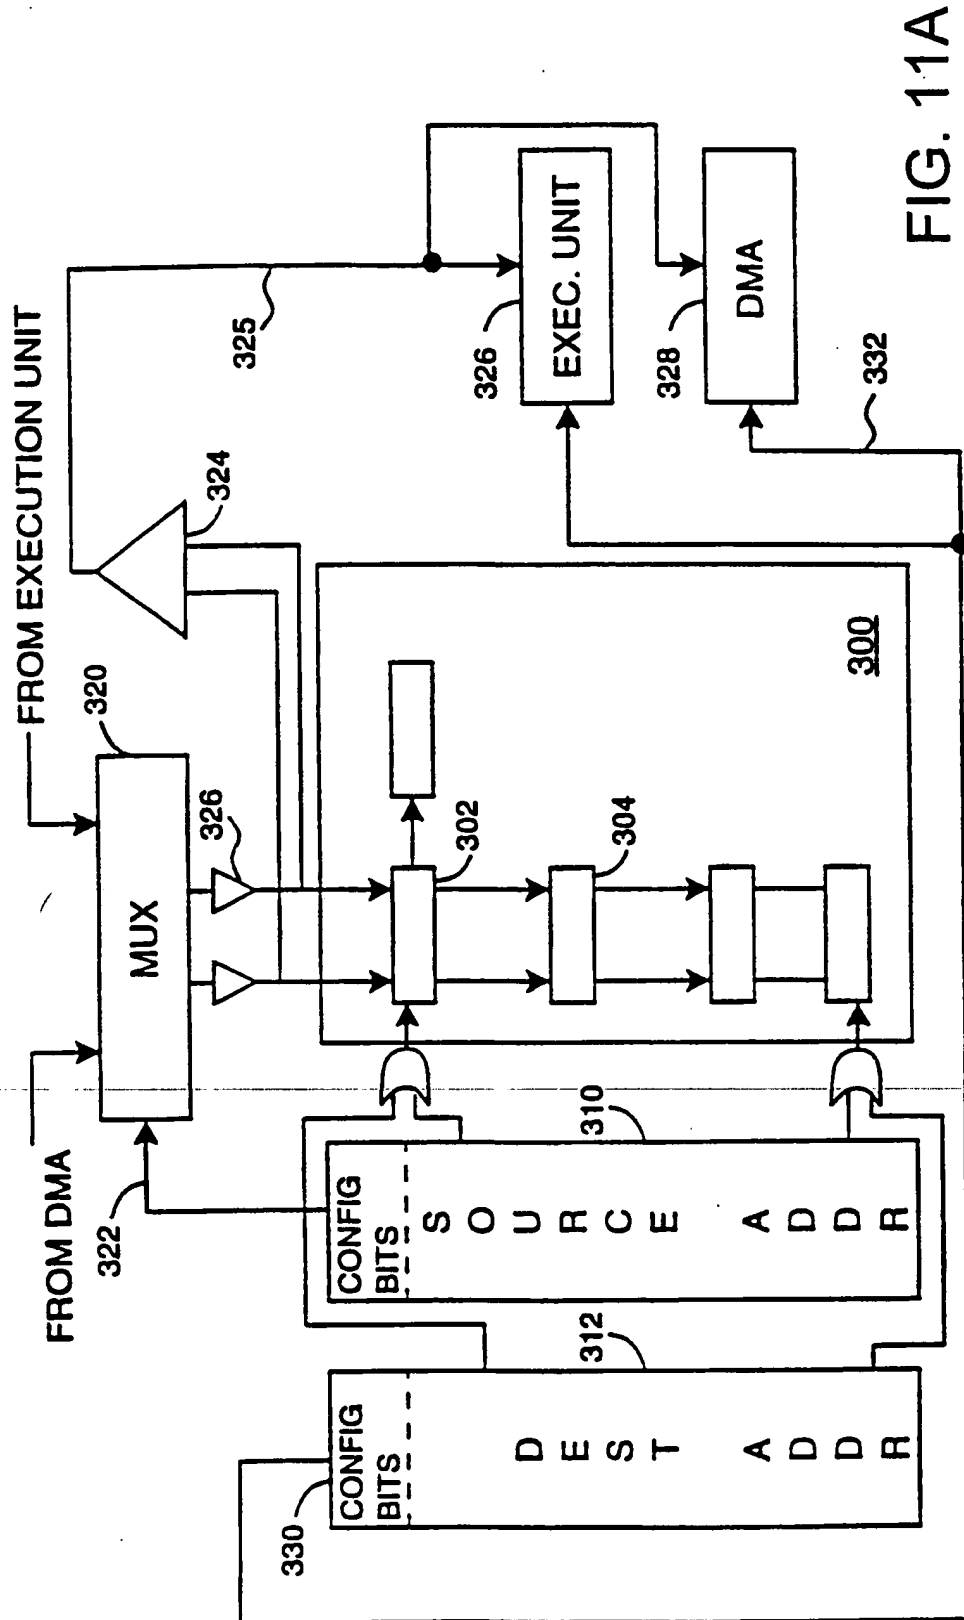 FROM DMA
FROM EXECUTION UNIT
320
MUX
322
326
324
325
CONFIG
BITS
330
DEST ADDR
312
CONFIG
BITS
SOURCE ADDR
310
302
304
300
326
EXEC. UNIT
328
DMA
332
FIG. 11A